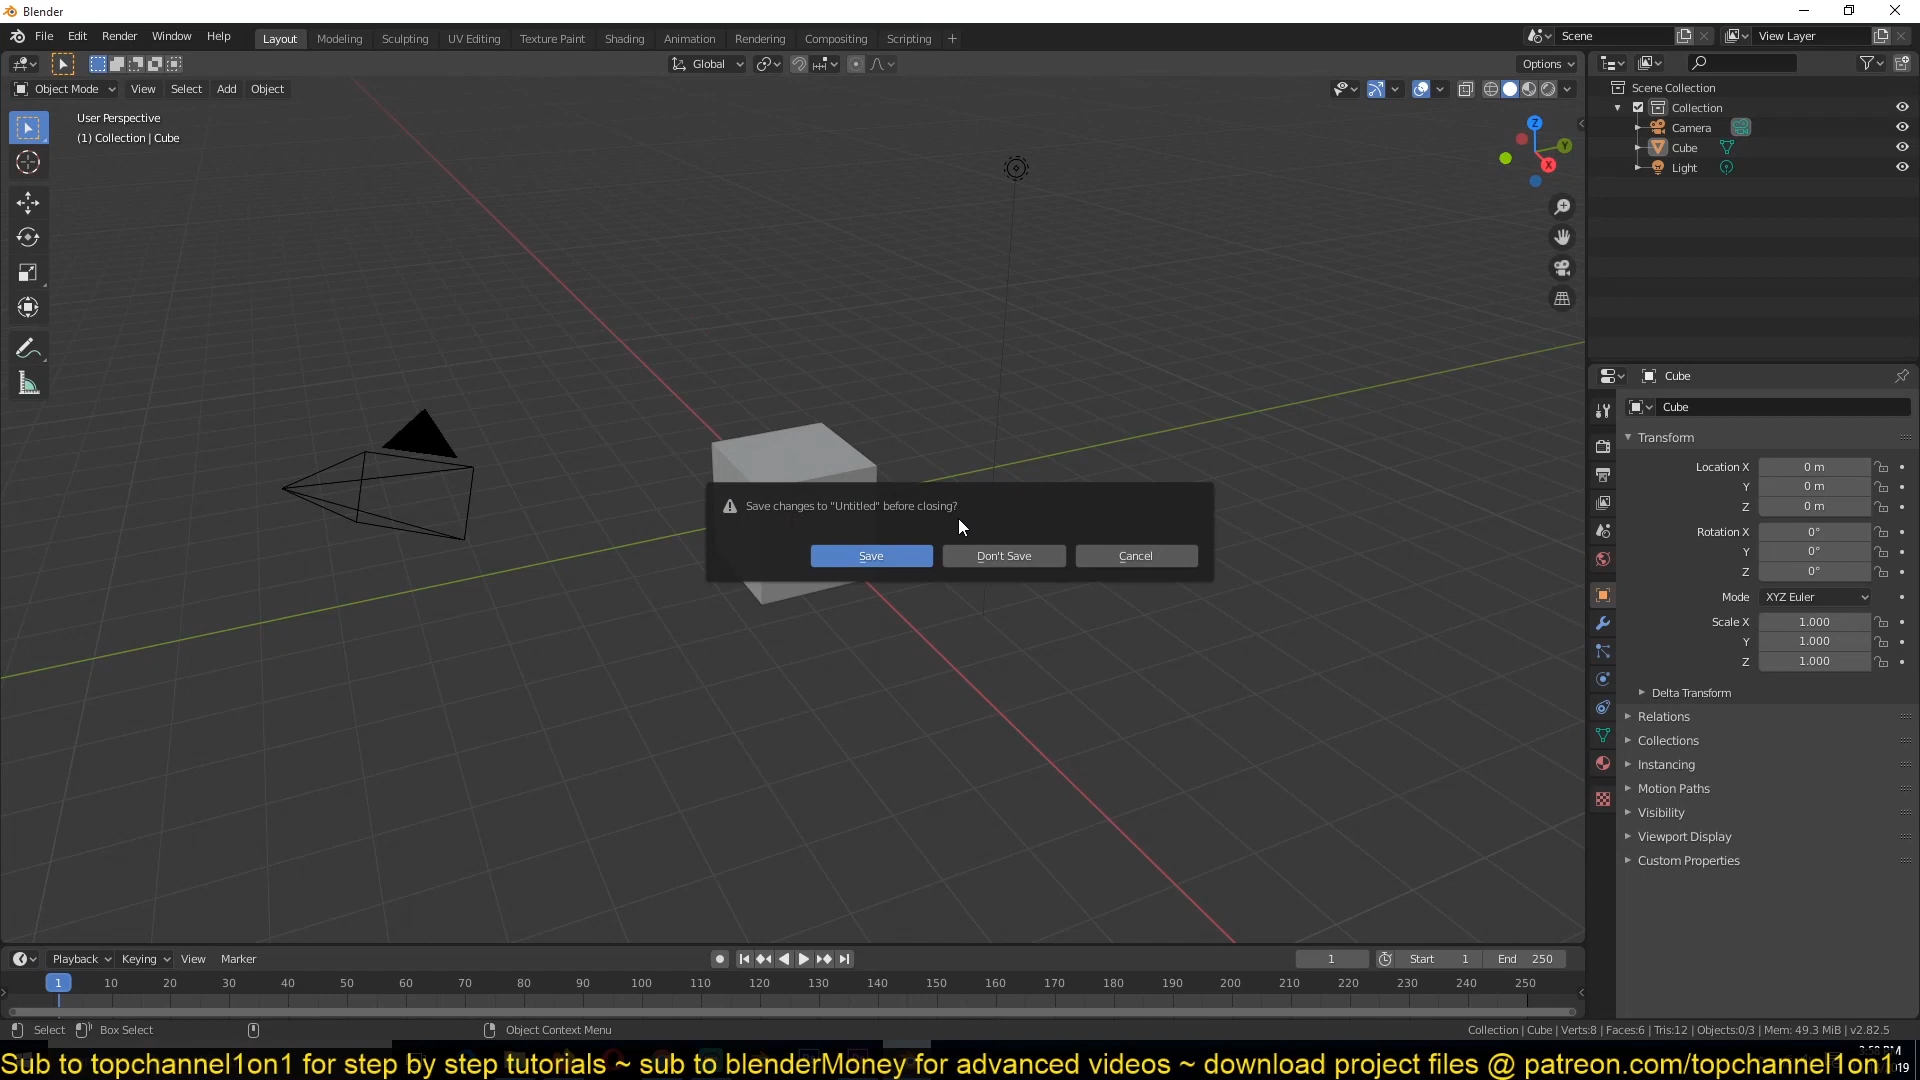 Blender
File Edit Render Window Help Layout Modeling Sculpting UV Editing Texture Paint Shading Animation Rendering Compositing Scripting + Scene View Layer
Global Options
Object Mode View Select Add Object
User Perspective
(1) Collection | Cube
Z
Y
X
Scene Collection
Collection
Camera
Cube
Light
Cube
Cube
Transform
Location X 0 m
Y 0 m
Z 0 m
Rotation X 0°
Y 0°
Z 0°
Mode XYZ Euler
Scale X 1.000
Y 1.000
Z 1.000
Delta Transform
Relations
Collections
Instancing
Motion Paths
Visibility
Viewport Display
Custom Properties
Save changes to "Untitled" before closing?
Save Don't Save Cancel
Playback Keying View Marker 1 Start 1 End 250
1 10 20 30 40 50 60 70 80 90 100 110 120 130 140 150 160 170 180 190 200 210 220 230 240 250
Select Box Select Object Context Menu Collection | Cube | Verts:8 | Faces:6 | Tris:12 | Objects:0/3 | Mem: 49.3 MiB | v2.82.5
Sub to topchannel1on1 for step by step tutorials ~ sub to blenderMoney for advanced videos ~ download project files @ patreon.com/topchannel1on1